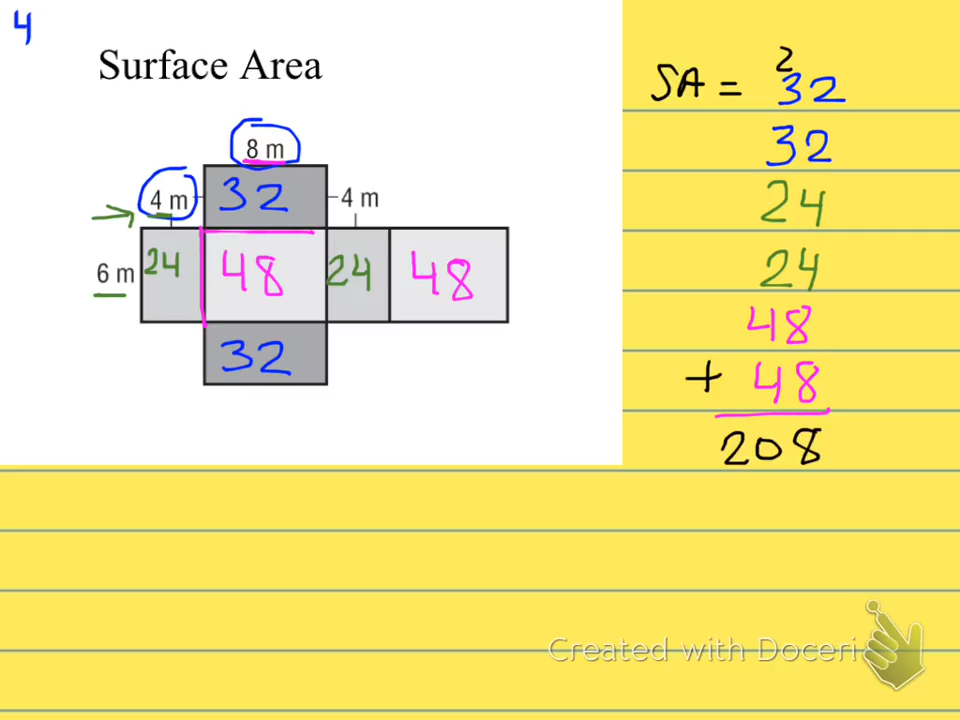 4
Surface Area
8 m
4 m
32
4 m
6 m
24
48
24
48
32
SA = 2 32
32
24
24
48
+ 48
208
Created with Doceri